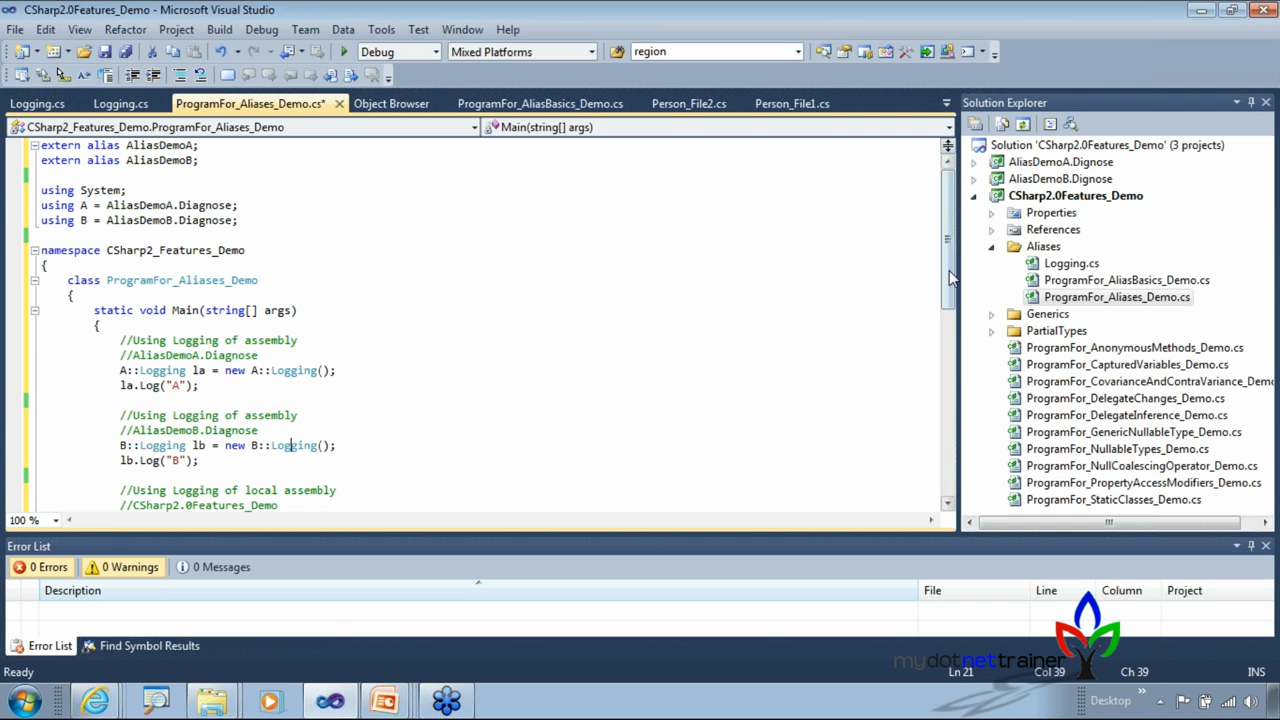 CSharp2.0Features_Demo - Microsoft Visual Studio
File Edit View Refactor Project Build Debug Team Data Tools Test Window Help
Debug Mixed Platforms region
Logging.cs Logging.cs ProgramFor_Aliases_Demo.cs* Object Browser ProgramFor_AliasBasics_Demo.cs Person_File2.cs Person_File1.cs
CSharp2_Features_Demo.ProgramFor_Aliases_Demo Main(string[] args)
extern alias AliasDemoA;
extern alias AliasDemoB;
using System;
using A = AliasDemoA.Diagnose;
using B = AliasDemoB.Diagnose;
namespace CSharp2_Features_Demo
{
class ProgramFor_Aliases_Demo
{
static void Main(string[] args)
{
//Using Logging of assembly
//AliasDemoA.Diagnose
A::Logging la = new A::Logging();
la.Log("A");
//Using Logging of assembly
//AliasDemoB.Diagnose
B::Logging lb = new B::Logging();
lb.Log("B");
//Using Logging of local assembly
//CSharp2.0Features_Demo
100 %
Solution Explorer
Solution 'CSharp2.0Features_Demo' (3 projects)
AliasDemoA.Dignose
AliasDemoB.Dignose
CSharp2.0Features_Demo
Properties
References
Aliases
Logging.cs
ProgramFor_AliasBasics_Demo.cs
ProgramFor_Aliases_Demo.cs
Generics
PartialTypes
ProgramFor_AnonymousMethods_Demo.cs
ProgramFor_CapturedVariables_Demo.cs
ProgramFor_CovarianceAndContraVariance_Demo
ProgramFor_DelegateChanges_Demo.cs
ProgramFor_DelegateInference_Demo.cs
ProgramFor_GenericNullableType_Demo.cs
ProgramFor_NullableTypes_Demo.cs
ProgramFor_NullCoalescingOperator_Demo.cs
ProgramFor_PropertyAccessModifiers_Demo.cs
ProgramFor_StaticClasses_Demo.cs
Error List
0 Errors 0 Warnings 0 Messages
Description File Line Column Project
Error List Find Symbol Results
mydotnettrainer
Ready Ln 21 Col 39 Ch 39 INS
Desktop